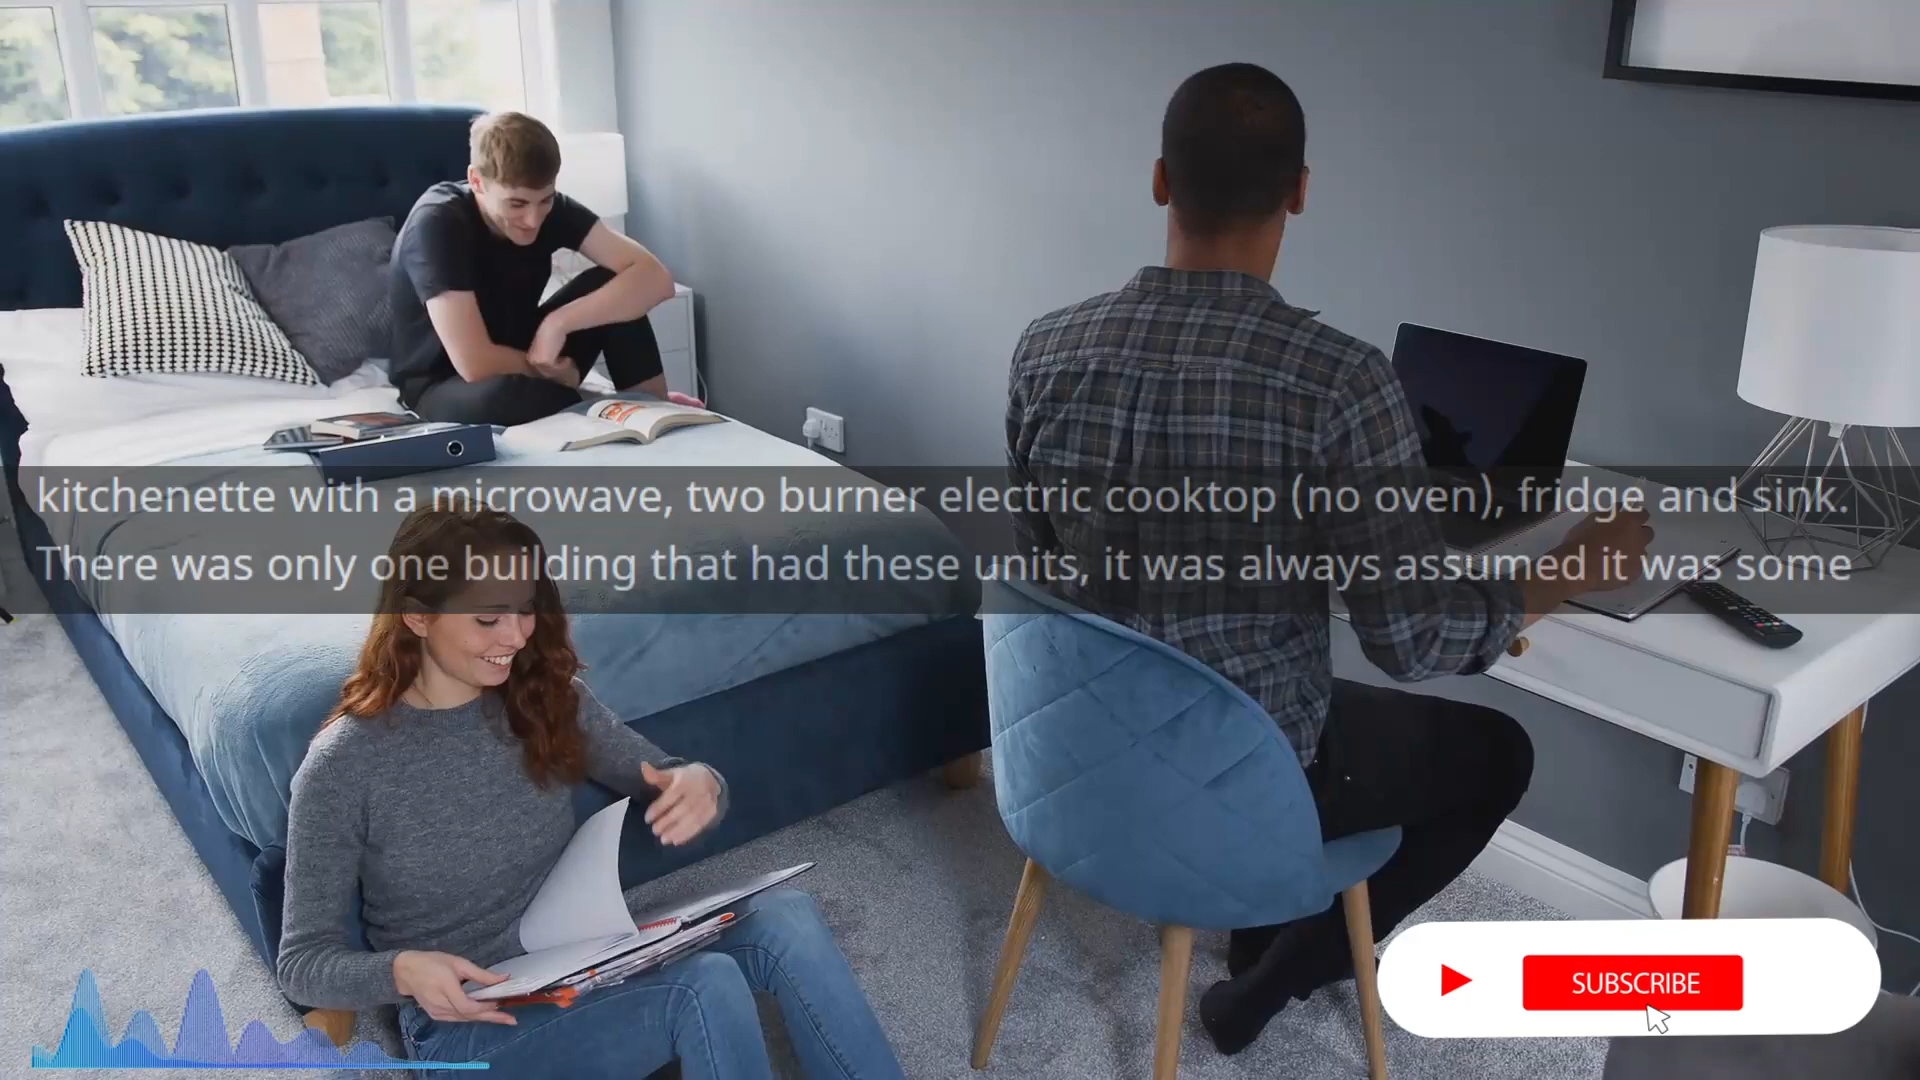 kitchenette with a microwave, two burner electric cooktop (no oven), fridge and sink.
There was only one building that had these units, it was always assumed it was some
SUBSCRIBE